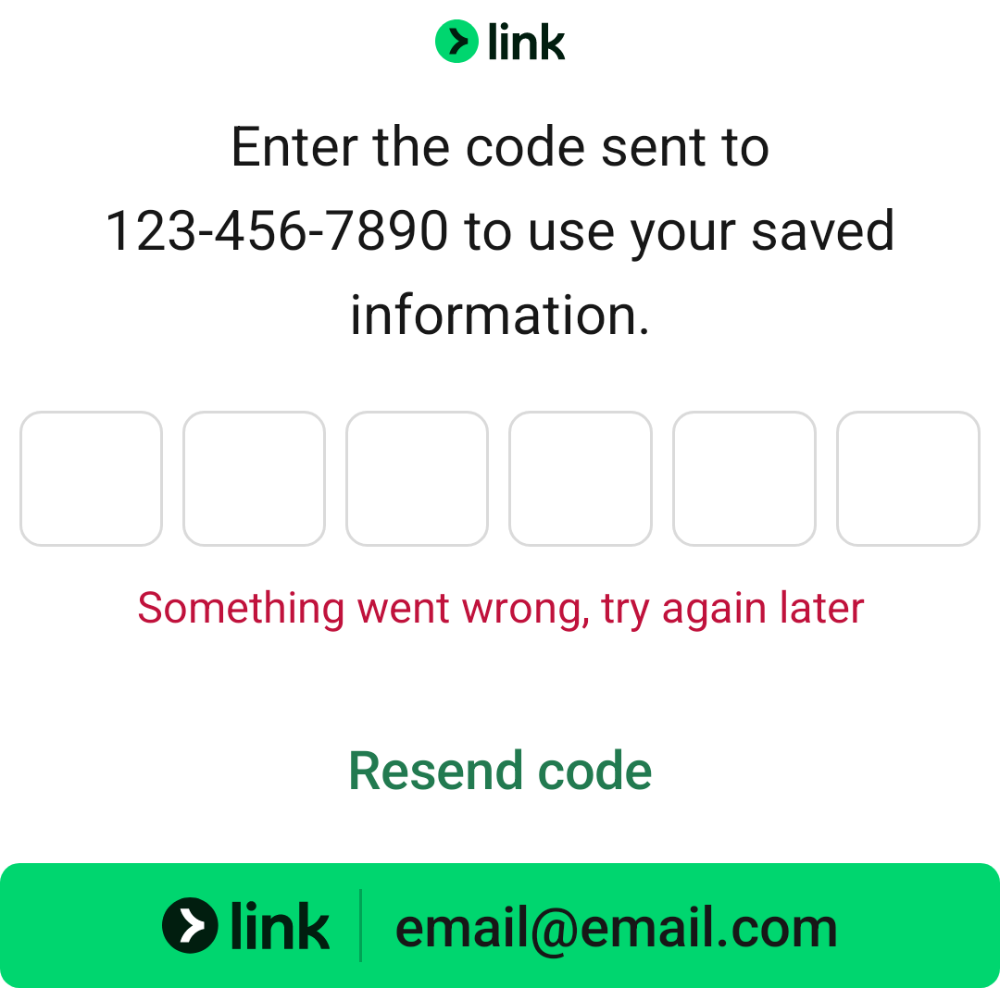 link
Enter the code sent to
123-456-7890 to use your saved
information.
Something went wrong, try again later
Resend code
link email@email.com